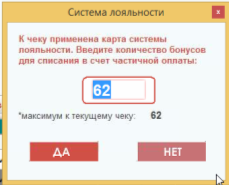 Система лояльности
x
К чеку применена карта системы
лояльности. Введите количество бонусов
для списания в счет частичной оплаты:
62
*максимум к текущему чеку: 62
ДА НЕТ